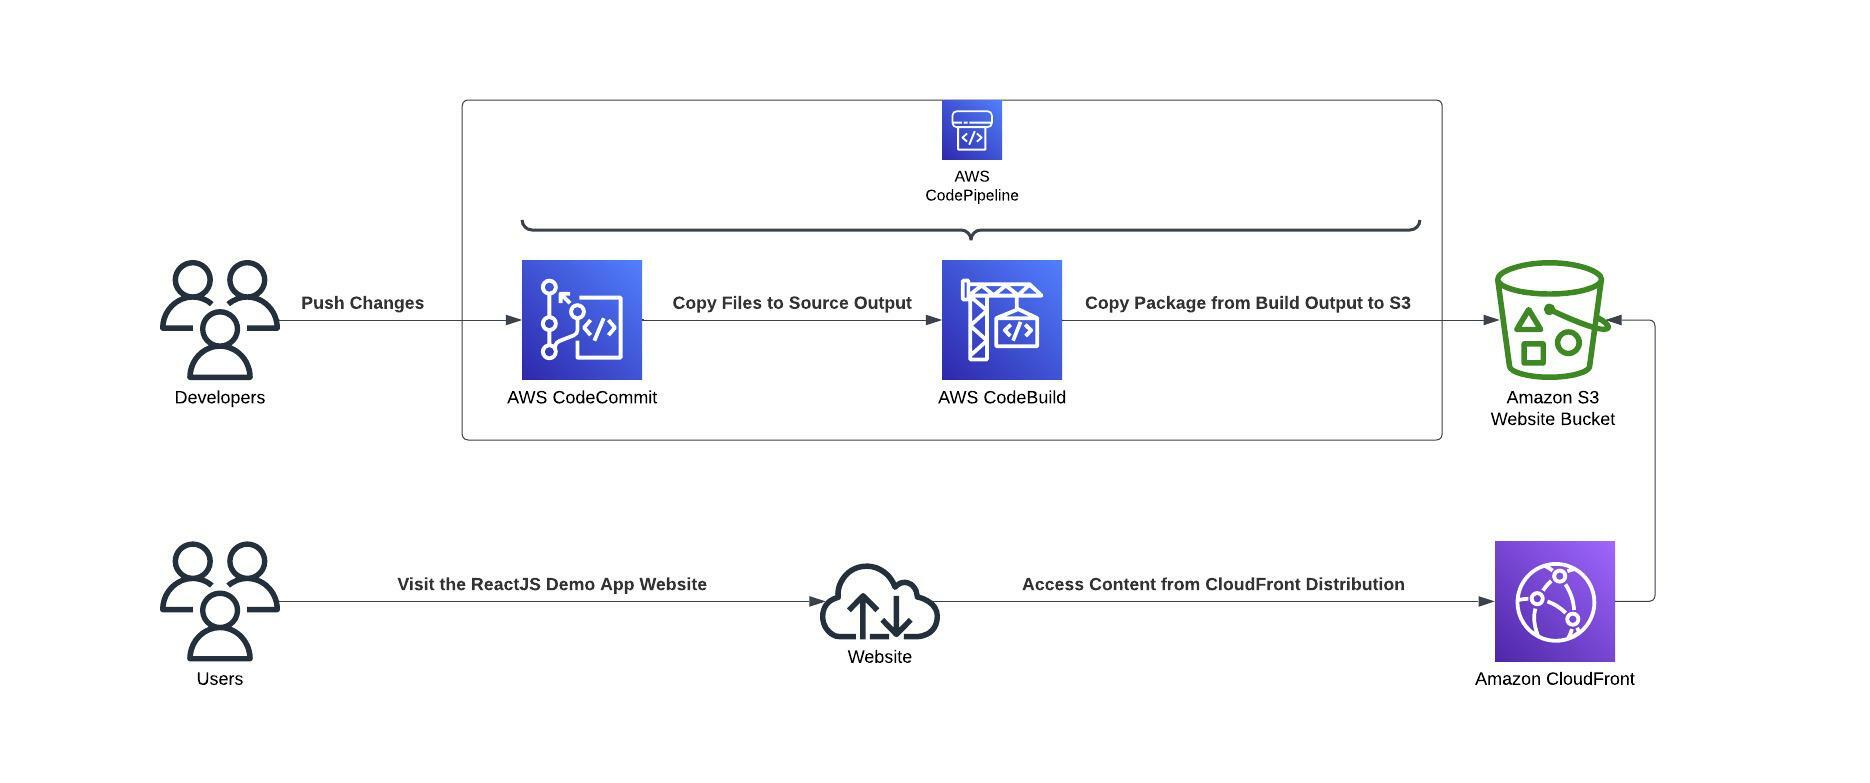 AWS
CodePipeline
Push Changes
Copy Files to Source Output
Copy Package from Build Output to S3
Developers
AWS CodeCommit
AWS CodeBuild
Amazon S3
Website Bucket
Visit the ReactJS Demo App Website
Access Content from CloudFront Distribution
Users
Website
Amazon CloudFront